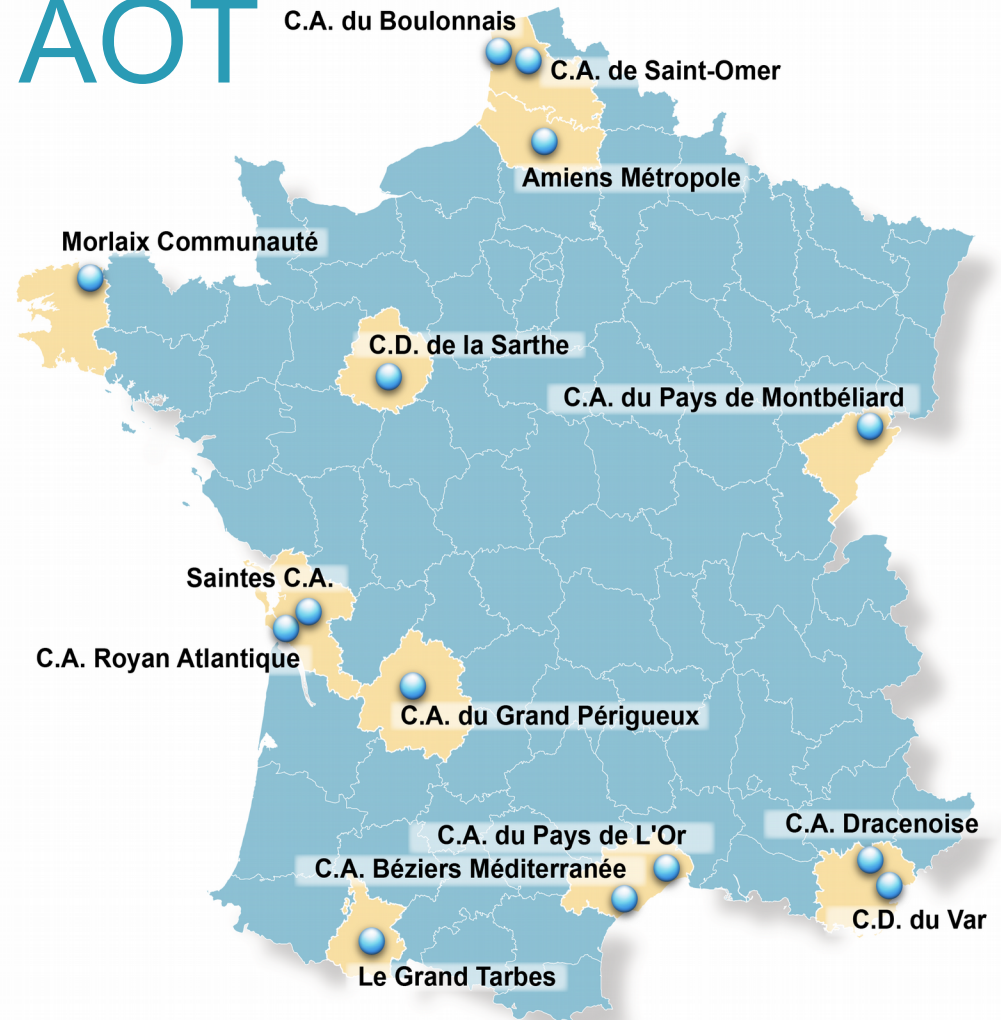 AOT
C.A. du Boulonnais
C.A. de Saint-Omer
Amiens Métropole
Morlaix Communauté
C.D. de la Sarthe
C.A. du Pays de Montbéliard
Saintes C.A.
C.A. Royan Atlantique
C.A. du Grand Périgueux
C.A. Dracenoise
C.A. du Pays de L'Or
C.A. Béziers Méditerranée
C.D. du Var
Le Grand Tarbes